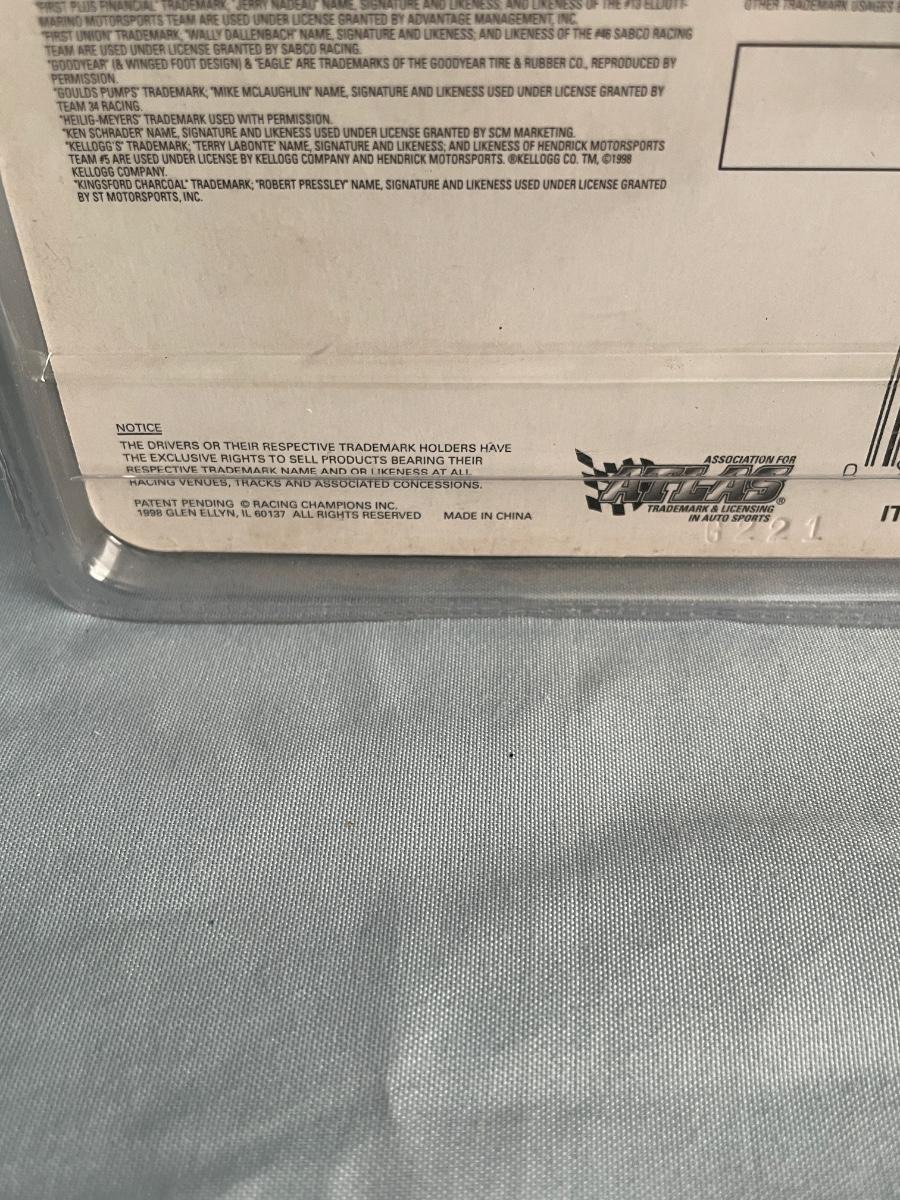 "FIRST PLUS FINANCIAL" TRADEMARK, "JERRY NADEAU" NAME, SIGNATURE AND LIKENESS; AND LIKENESS OF THE #13 ELLIOTT-
MARINO MOTORSPORTS TEAM ARE USED UNDER LICENSE GRANTED BY ADVANTAGE MANAGEMENT, INC.
"FIRST UNION" TRADEMARK, "WALLY DALLENBACH" NAME, SIGNATURE AND LIKENESS; AND LIKENESS OF THE #46 SABCO RACING
TEAM ARE USED UNDER LICENSE GRANTED BY SABCO RACING.
"GOODYEAR" (& WINGED FOOT DESIGN) & "EAGLE" ARE TRADEMARKS OF THE GOODYEAR TIRE & RUBBER CO., REPRODUCED BY
PERMISSION.
"GOULDS PUMPS" TRADEMARK; "MIKE MCLAUGHLIN" NAME, SIGNATURE AND LIKENESS USED UNDER LICENSE GRANTED BY
TEAM 34 RACING.
"HEILIG-MEYERS" TRADEMARK USED WITH PERMISSION.
"KEN SCHRADER" NAME, SIGNATURE AND LIKENESS USED UNDER LICENSE GRANTED BY SCM MARKETING.
"KELLOGG'S" TRADEMARK; "TERRY LABONTE" NAME, SIGNATURE AND LIKENESS; AND LIKENESS OF HENDRICK MOTORSPORTS
TEAM #5 ARE USED UNDER LICENSE BY KELLOGG COMPANY AND HENDRICK MOTORSPORTS. ®KELLOGG CO. TM, ©1998
KELLOGG COMPANY.
"KINGSFORD CHARCOAL" TRADEMARK; "ROBERT PRESSLEY" NAME, SIGNATURE AND LIKENESS USED UNDER LICENSE GRANTED
BY ST MOTORSPORTS, INC.
OTHER TRADEMARK USAGES
NOTICE
THE DRIVERS OR THEIR RESPECTIVE TRADEMARK HOLDERS HAVE
THE EXCLUSIVE RIGHTS TO SELL PRODUCTS BEARING THEIR
RESPECTIVE TRADEMARK NAME AND OR LIKENESS AT ALL
RACING VENUES, TRACKS AND ASSOCIATED CONCESSIONS.
PATENT PENDING © RACING CHAMPIONS INC.
1998 GLEN ELLYN, IL 60137 ALL RIGHTS RESERVED MADE IN CHINA
ASSOCIATION FOR
ATLAS®
TRADEMARK & LICENSING
IN AUTO SPORTS
0
IT